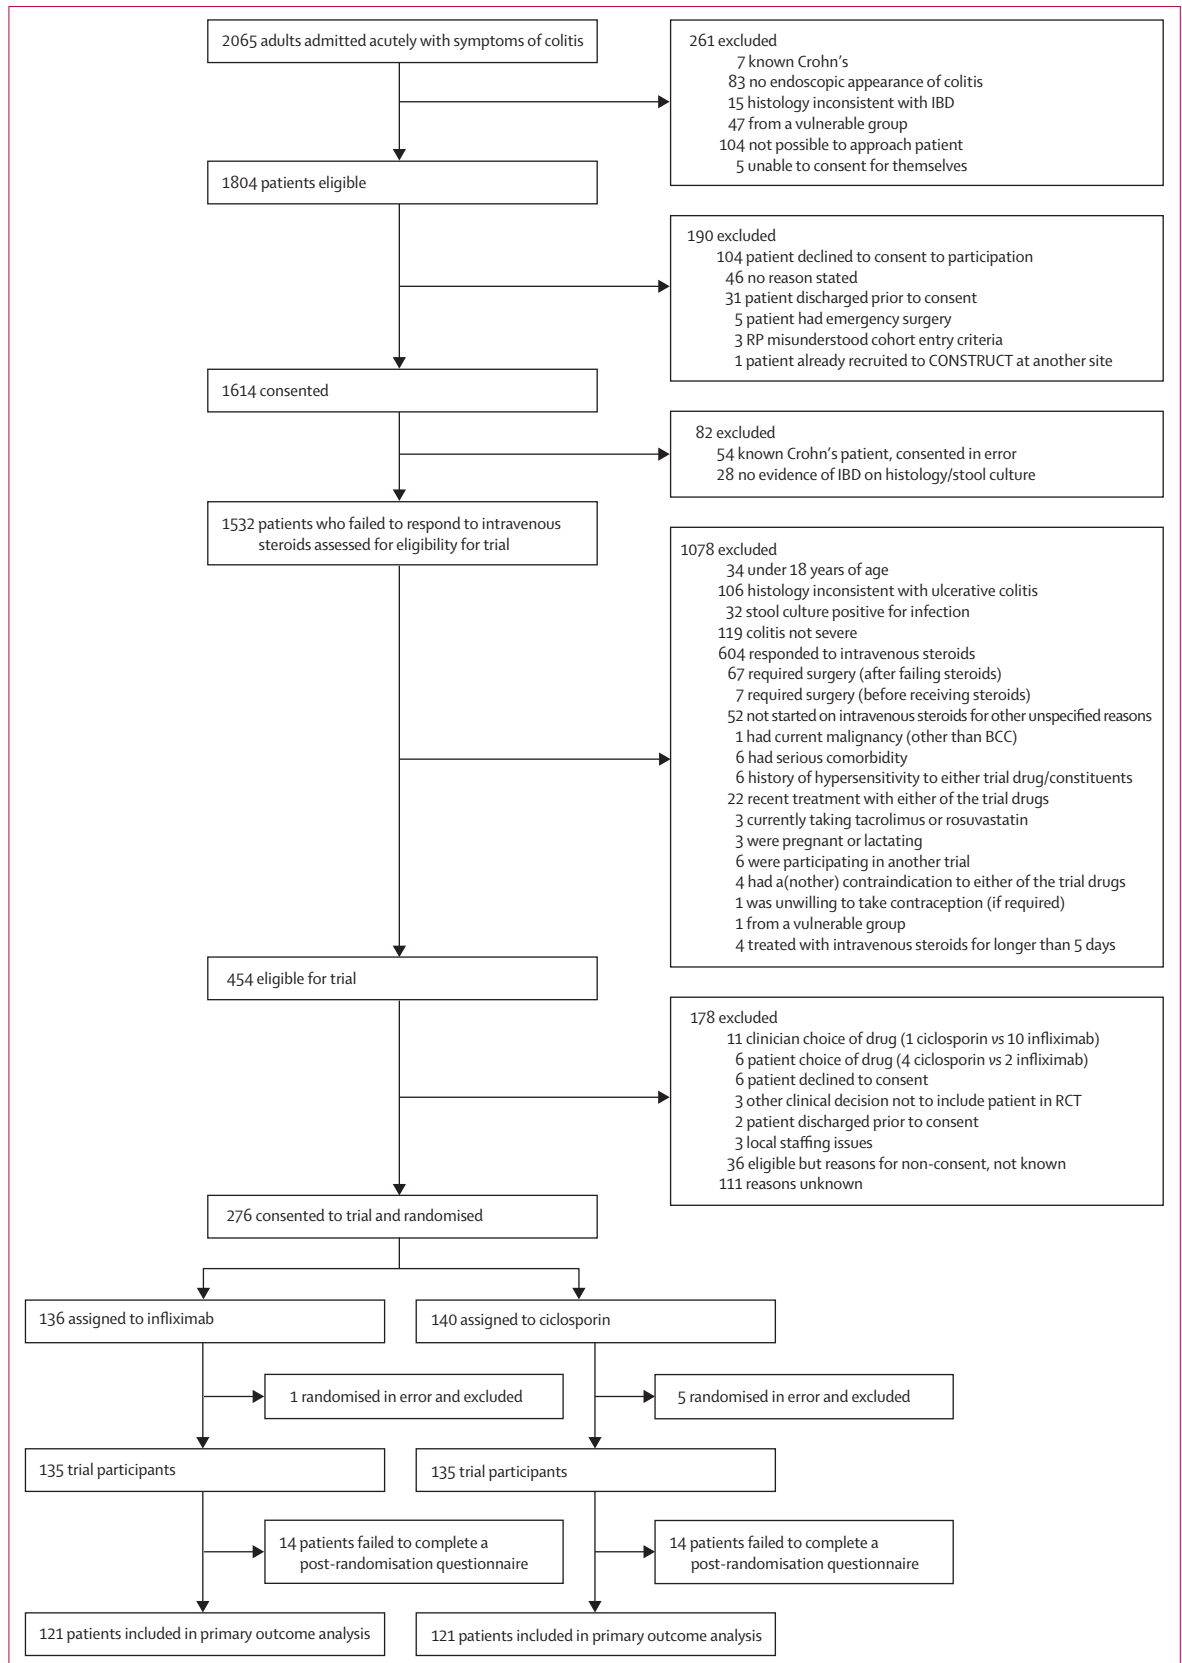 2065 adults admitted acutely with symptoms of colitis
261 excluded
7 known Crohn's
83 no endoscopic appearance of colitis
15 histology inconsistent with IBD
47 from a vulnerable group
104 not possible to approach patient
5 unable to consent for themselves
1804 patients eligible
190 excluded
104 patient declined to consent to participation
46 no reason stated
31 patient discharged prior to consent
5 patient had emergency surgery
3 RP misunderstood cohort entry criteria
1 patient already recruited to CONSTRUCT at another site
1614 consented
82 excluded
54 known Crohn's patient, consented in error
28 no evidence of IBD on histology/stool culture
1532 patients who failed to respond to intravenous
steroids assessed for eligibility for trial
1078 excluded
34 under 18 years of age
106 histology inconsistent with ulcerative colitis
32 stool culture positive for infection
119 colitis not severe
604 responded to intravenous steroids
67 required surgery (after failing steroids)
7 required surgery (before receiving steroids)
52 not started on intravenous steroids for other unspecified reasons
1 had current malignancy (other than BCC)
6 had serious comorbidity
6 history of hypersensitivity to either trial drug/constituents
22 recent treatment with either of the trial drugs
3 currently taking tacrolimus or rosuvastatin
3 were pregnant or lactating
6 were participating in another trial
4 had a(nother) contraindication to either of the trial drugs
1 was unwilling to take contraception (if required)
1 from a vulnerable group
4 treated with intravenous steroids for longer than 5 days
454 eligible for trial
178 excluded
11 clinician choice of drug (1 ciclosporin vs 10 infliximab)
6 patient choice of drug (4 ciclosporin vs 2 infliximab)
6 patient declined to consent
3 other clinical decision not to include patient in RCT
2 patient discharged prior to consent
3 local staffing issues
36 eligible but reasons for non-consent, not known
111 reasons unknown
276 consented to trial and randomised
136 assigned to infliximab
140 assigned to ciclosporin
1 randomised in error and excluded
5 randomised in error and excluded
135 trial participants
135 trial participants
14 patients failed to complete a
post-randomisation questionnaire
14 patients failed to complete a
post-randomisation questionnaire
121 patients included in primary outcome analysis
121 patients included in primary outcome analysis